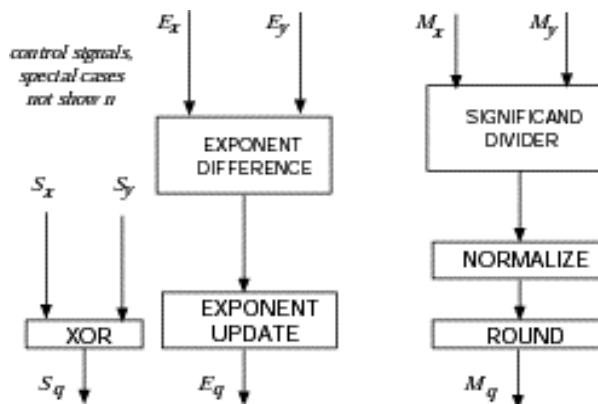 control signals,
special cases
not show n
E_x E_y
M_x M_y
EXPONENT
DIFFERENCE
SIGNIFICAND
DIVIDER
S_x S_y
NORMALIZE
EXPONENT
UPDATE
XOR
ROUND
S_q E_q M_q